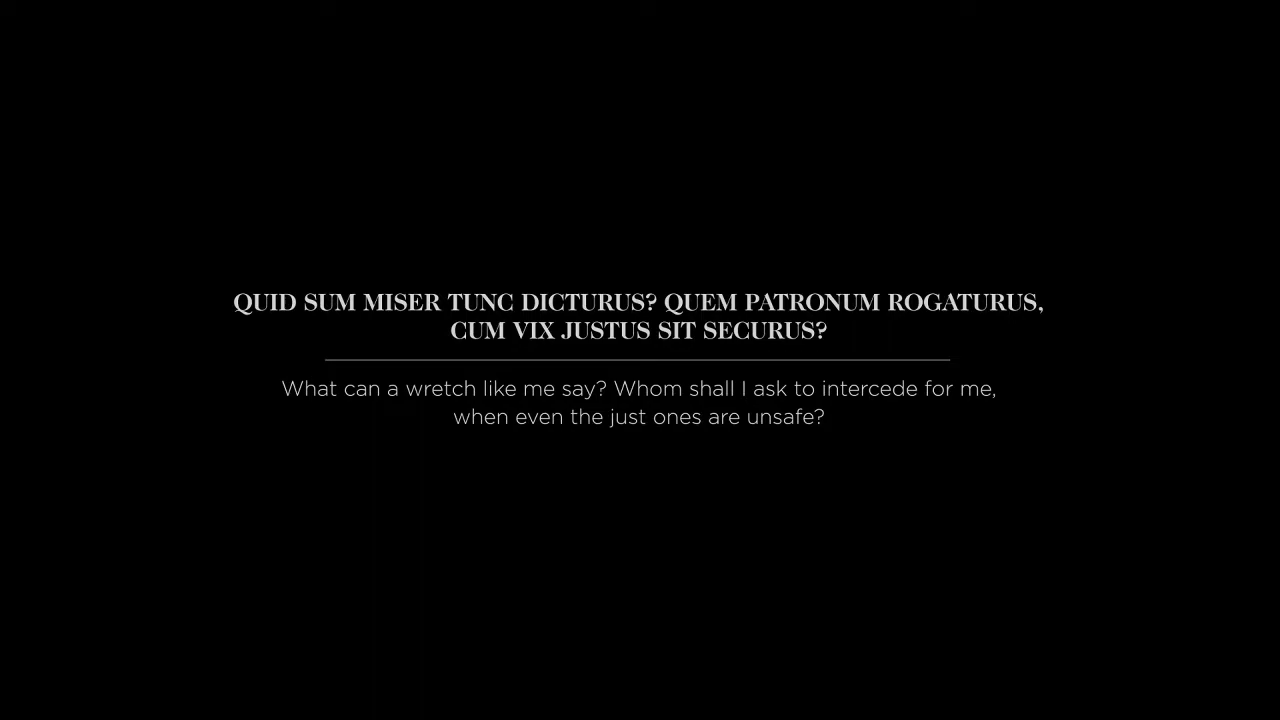 QUID SUM MISER TUNC DICTURUS? QUEM PATRONUM ROGATURUS,
CUM VIX JUSTUS SIT SECURUS?
What can a wretch like me say? Whom shall I ask to intercede for me,
when even the just ones are unsafe?